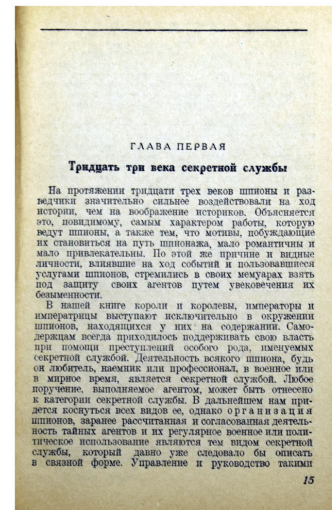 ГЛАВА ПЕРВАЯ
Тридцать три века секретной службы
На протяжении тридцати трех веков шпионы и раз-
ведчики значительно сильнее воздействовали на ход
истории, чем на воображение историков. Объясняется
это, повидимому, самым характером работы, которую
ведут шпионы, а также тем, что мотивы, побуждающие
их становиться на путь шпионажа, мало романтичны и
мало привлекательны. По этой же причине и видные
личности, влиявшие на ход событий и пользовавшиеся
услугами шпионов, стремились в своих мемуарах взять
под защиту своих агентов путем увековечения их
безыменности.
В нашей книге короли и королевы, императоры и
императрицы выступают исключительно в окружении
шпионов, находящихся у них на содержании. Само-
держцам всегда приходилось поддерживать свою власть
при помощи преступлений особого рода, именуемых
секретной службой. Деятельность всякого шпиона, будь
он любитель, наемник или профессионал, в военное или
в мирное время, является секретной службой. Любое
поручение, выполняемое агентом, может быть отнесено
к категории секретной службы. В дальнейшем нам при-
дется коснуться всех видов ее, однако организация
шпионов, заранее рассчитанная и согласованная деятель-
ность тайных агентов и их регулярное военное или поли-
тическое использование являются тем видом секретной
службы, который давно уже следовало бы описать
в связной форме. Управление и руководство такими
15